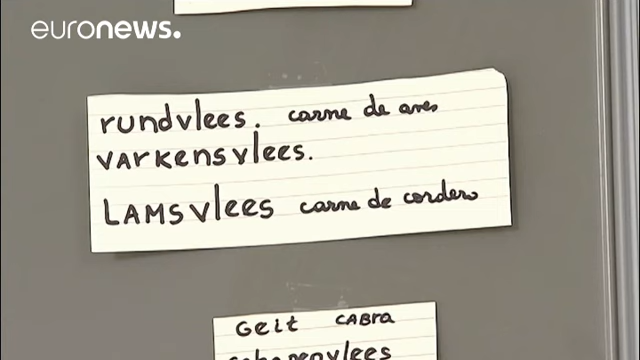 euronews.
rundvlees. carne de aves
varkensvlees.
LAMSvlees carne de cordero
Geit CABRA